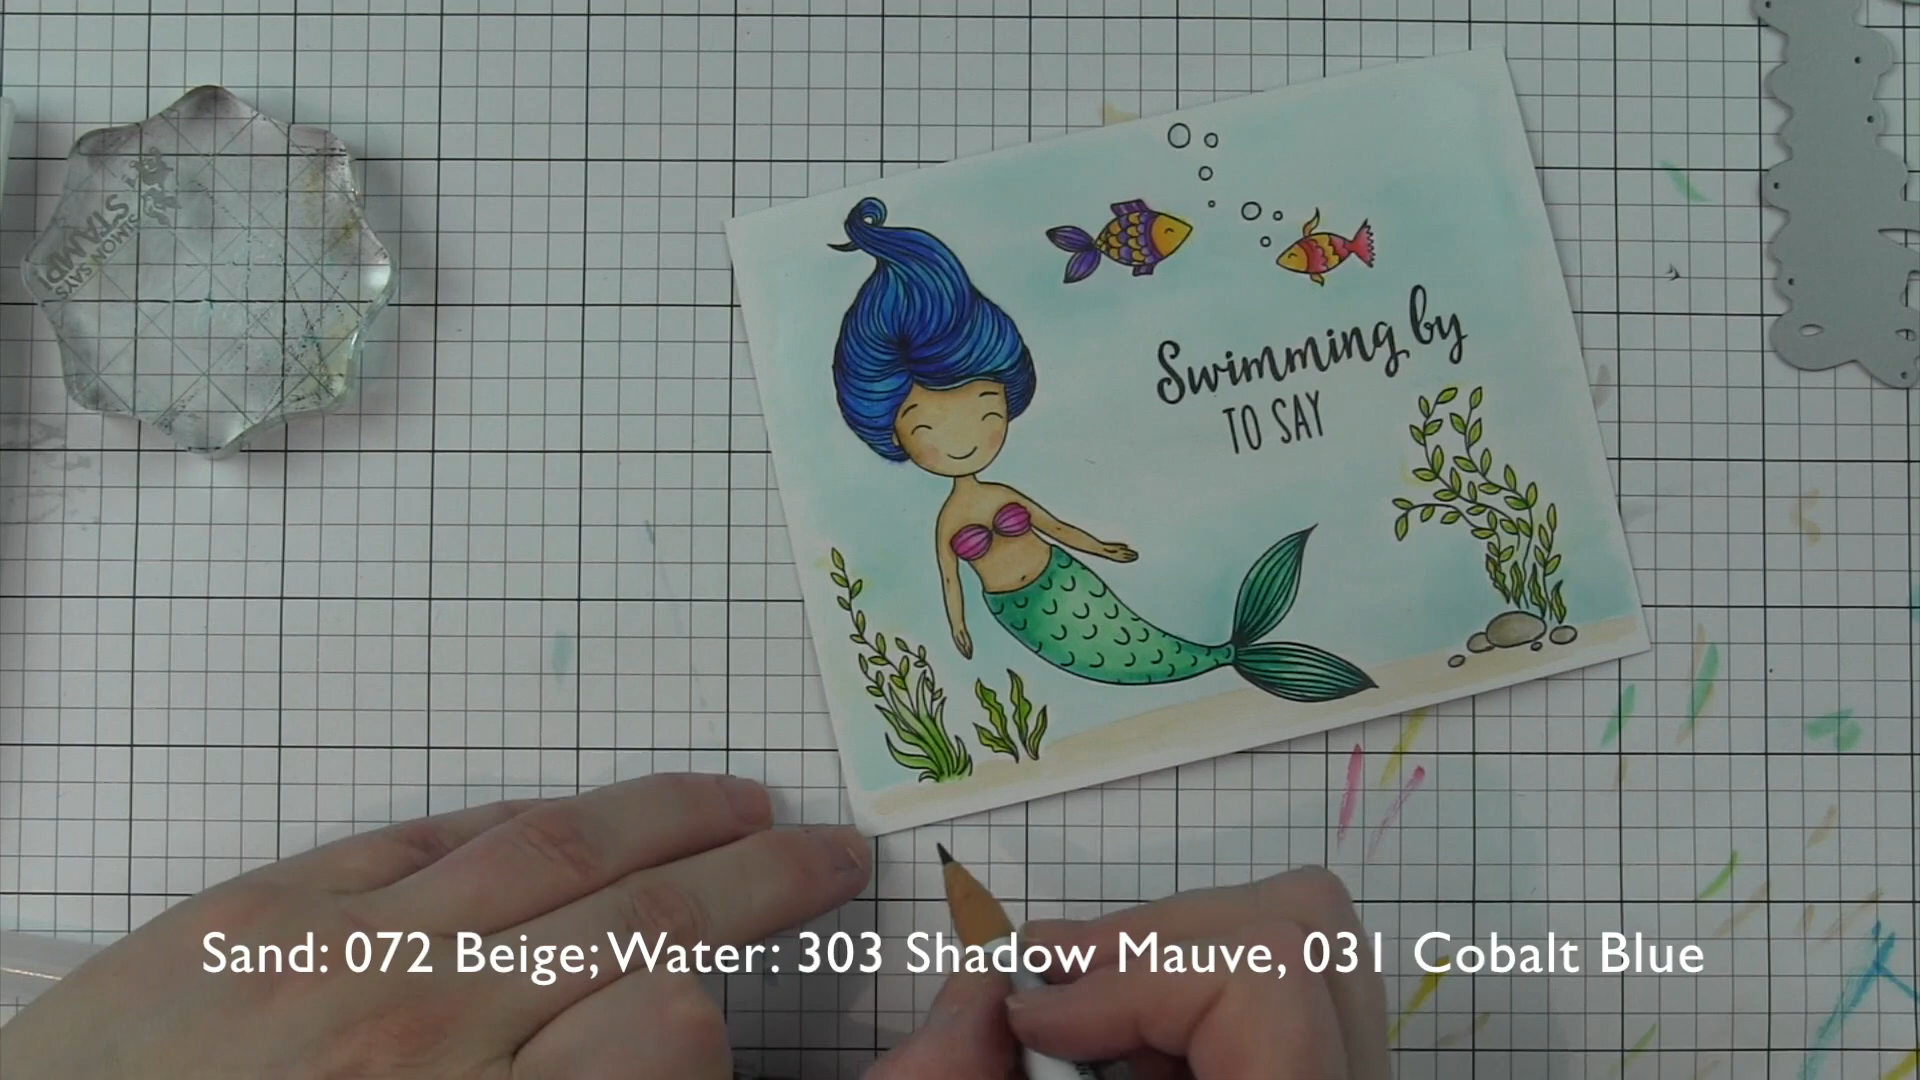 SIMON SAYS
STAMP!
Swimming by
TO SAY
Sand: 072 Beige; Water: 303 Shadow Mauve, 031 Cobalt Blue